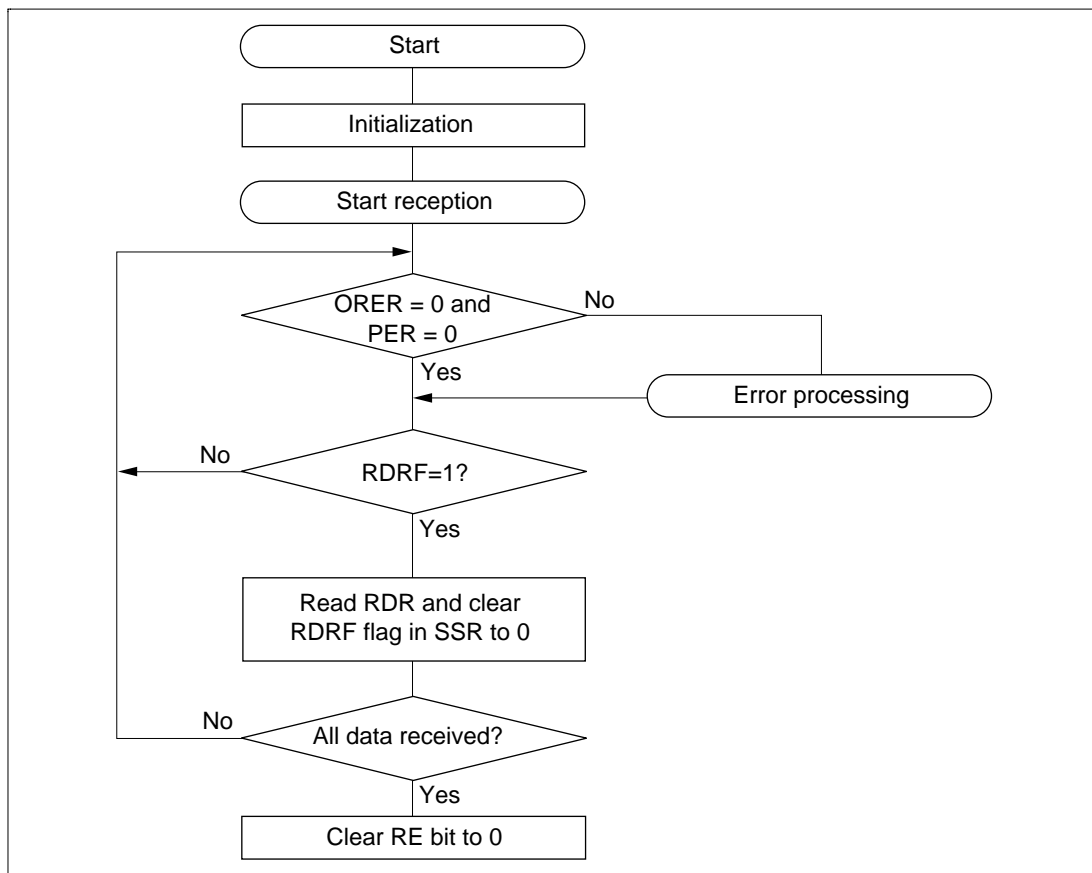 Start
Initialization
Start reception
ORER = 0 and
PER = 0
No
Yes
Error processing
No
RDRF=1?
Yes
Read RDR and clear
RDRF flag in SSR to 0
No
All data received?
Yes
Clear RE bit to 0